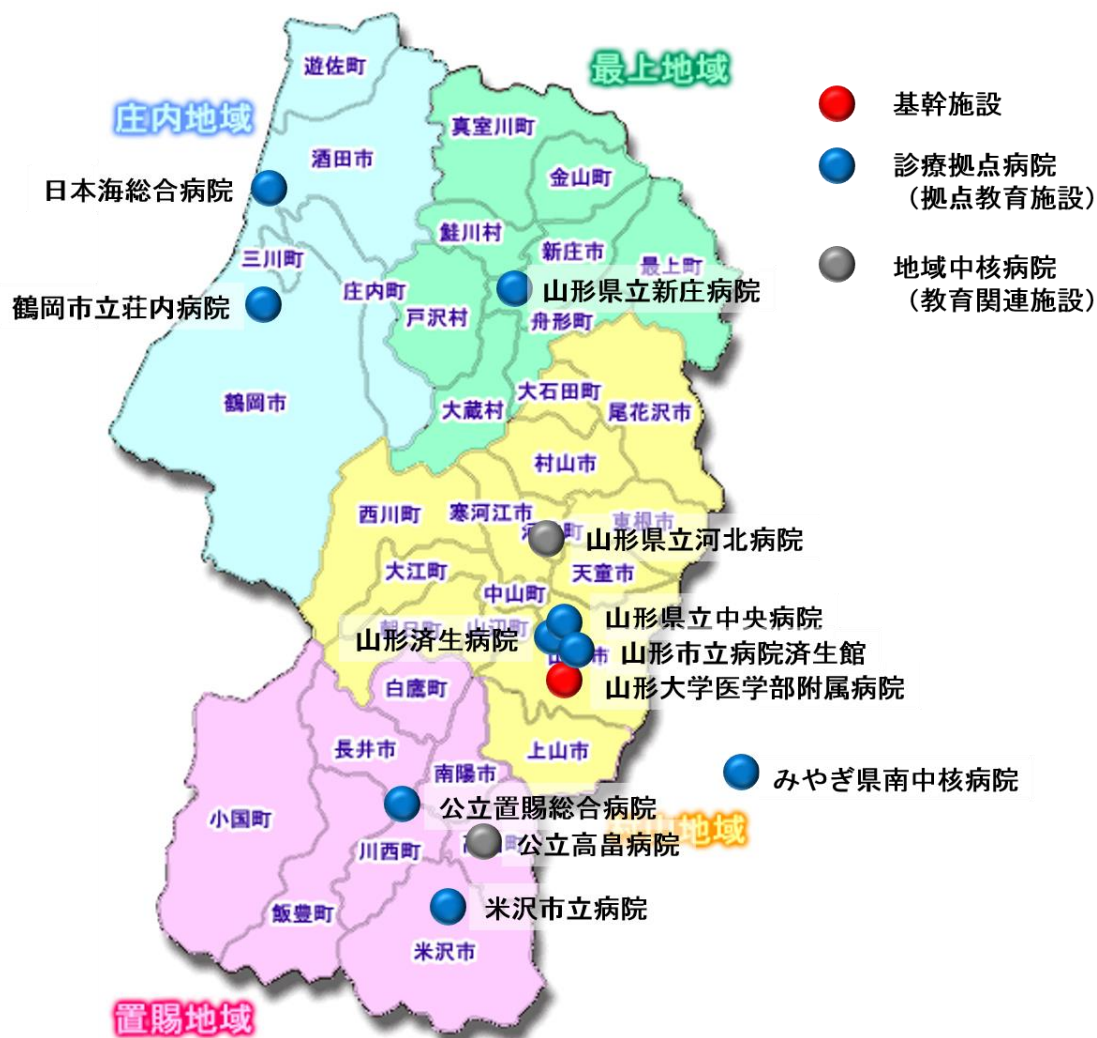 遊佐町
最上地域
庄内地域
真室川町
基幹施設
酒田市
金山町
診療拠点病院
（拠点教育施設）
日本海総合病院
鮭川村
新庄市
三川町
最上町
地域中核病院
（教育関連施設）
庄内町
山形県立新庄病院
鶴岡市立荘内病院
戸沢村
舟形町
鶴岡市
大石田町
大蔵村
尾花沢市
村山市
西川町
寒河江市
東根市
山形県立河北病院
大江町
天童市
中山町
山形県立中央病院
朝日町
山辺町
山形済生病院
山形市立病院済生館
山形大学医学部附属病院
白鷹町
長井市
上山市
南陽市
みやぎ県南中核病院
公立置賜総合病院
小国町
地域
川西町
公立高畠病院
飯豊町
米沢市立病院
米沢市
置賜地域